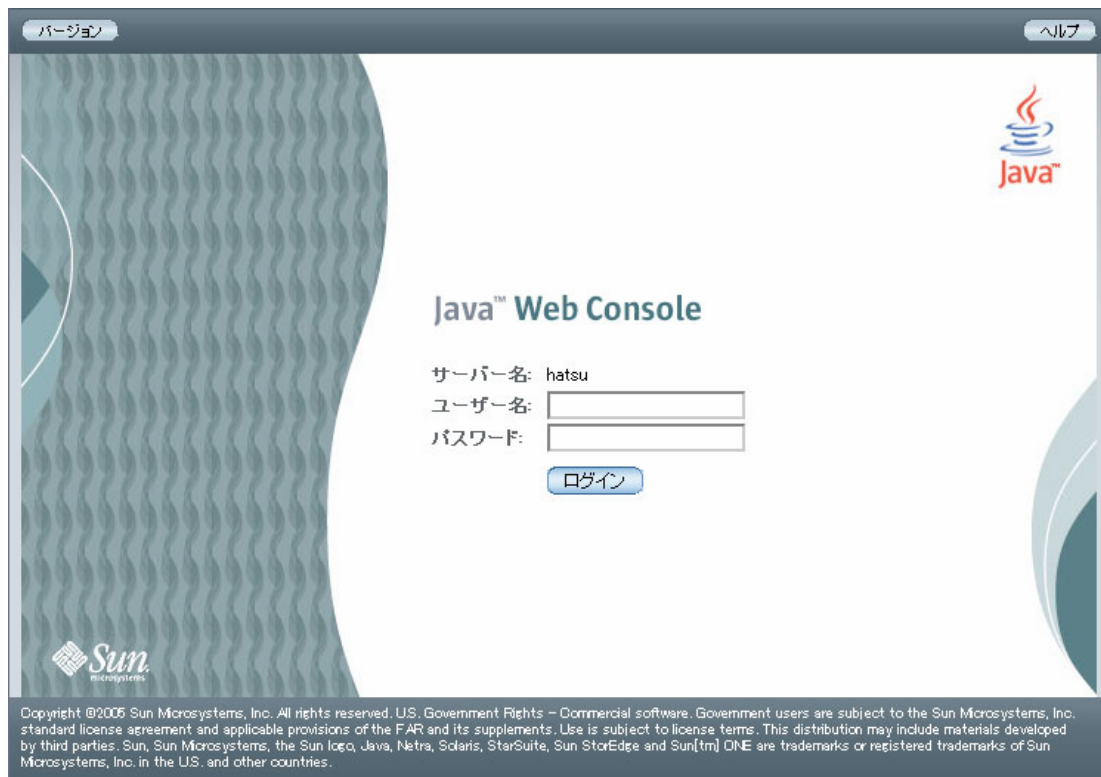 バージョン
ヘルプ
Java™
Java™ Web Console
サーバー名: hatsu
ユーザー名:
パスワード:
ログイン
Sun
microsystems
Copyright ©2005 Sun Microsystems, Inc. All rights reserved. U.S. Government Rights - Commercial software. Government users are subject to the Sun Microsystems, Inc.
standard license agreement and applicable provisions of the FAR and its supplements. Use is subject to license terms. This distribution may include materials developed
by third parties. Sun, Sun Microsystems, the Sun logo, Java, Netra, Solaris, StarSuite, Sun StorEdge and Sun[tm] ONE are trademarks or registered trademarks of Sun
Microsystems, Inc. in the U.S. and other countries.